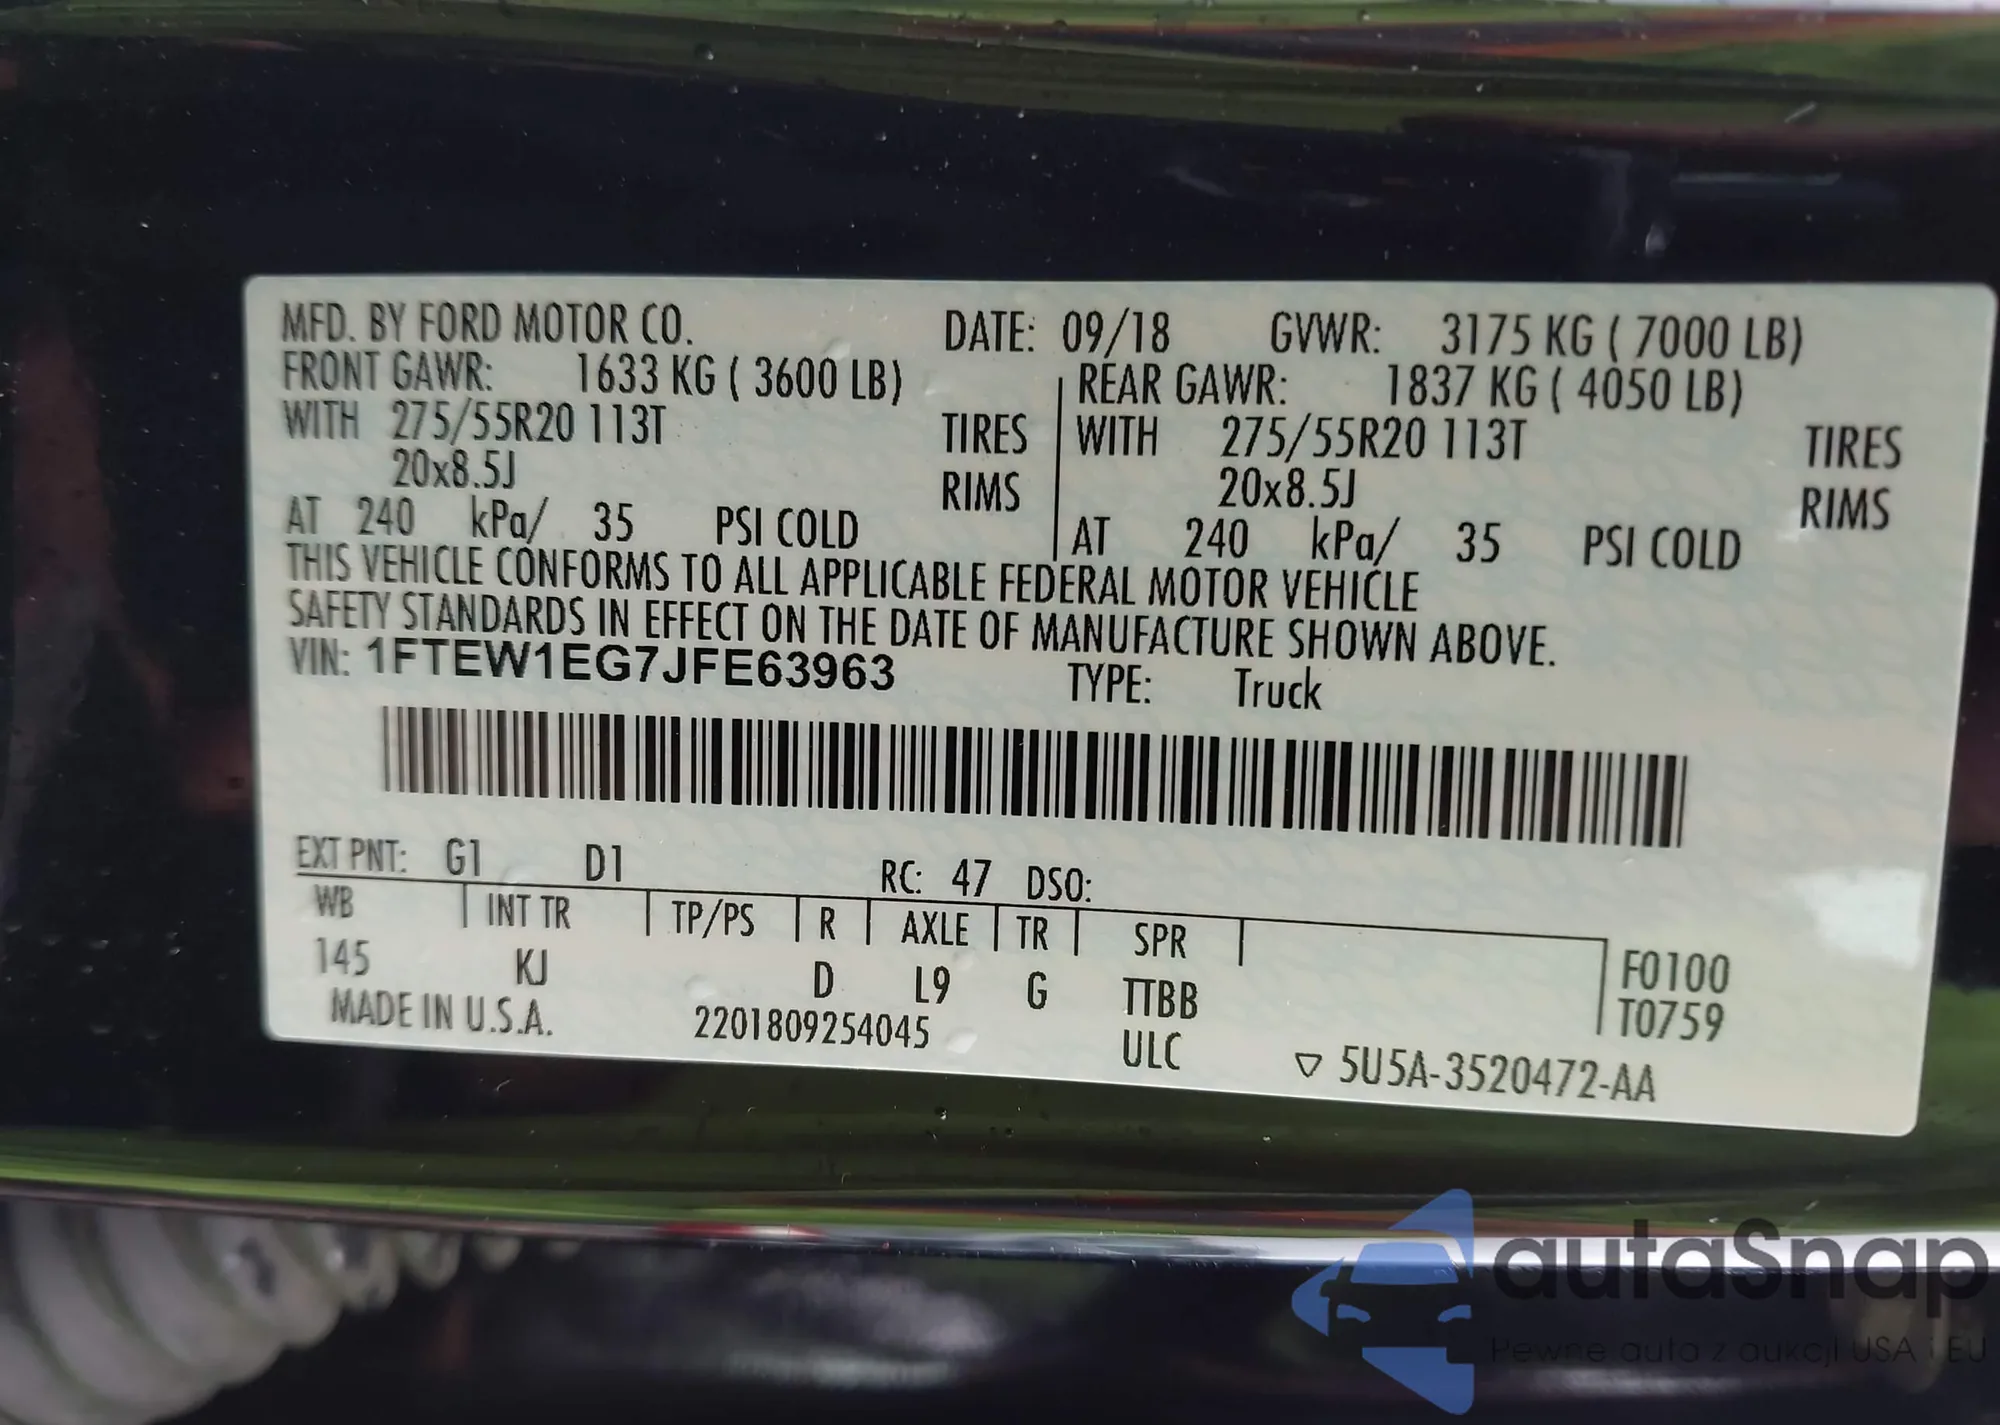 MFD. BY FORD MOTOR CO. DATE: 09/18 GVWR: 3175 KG ( 7000 LB)
FRONT GAWR: 1633 KG ( 3600 LB) REAR GAWR: 1837 KG ( 4050 LB)
WITH 275/55R20 113T TIRES WITH 275/55R20 113T TIRES
20x8.5J RIMS 20x8.5J RIMS
AT 240 kPa/ 35 PSI COLD AT 240 kPa/ 35 PSI COLD
THIS VEHICLE CONFORMS TO ALL APPLICABLE FEDERAL MOTOR VEHICLE
SAFETY STANDARDS IN EFFECT ON THE DATE OF MANUFACTURE SHOWN ABOVE.
VIN: 1FTEW1EG7JFE63963 TYPE: Truck
EXT PNT: G1 D1 RC: 47 DSO:
WB INT TR TP/PS R AXLE TR SPR
145 KJ D L9 G TTBB F0100
MADE IN U.S.A. 2201809254045 ULC T0759
▽ 5U5A-3520472-AA
autaSnap
Pewne auta z aukcji USA i EU